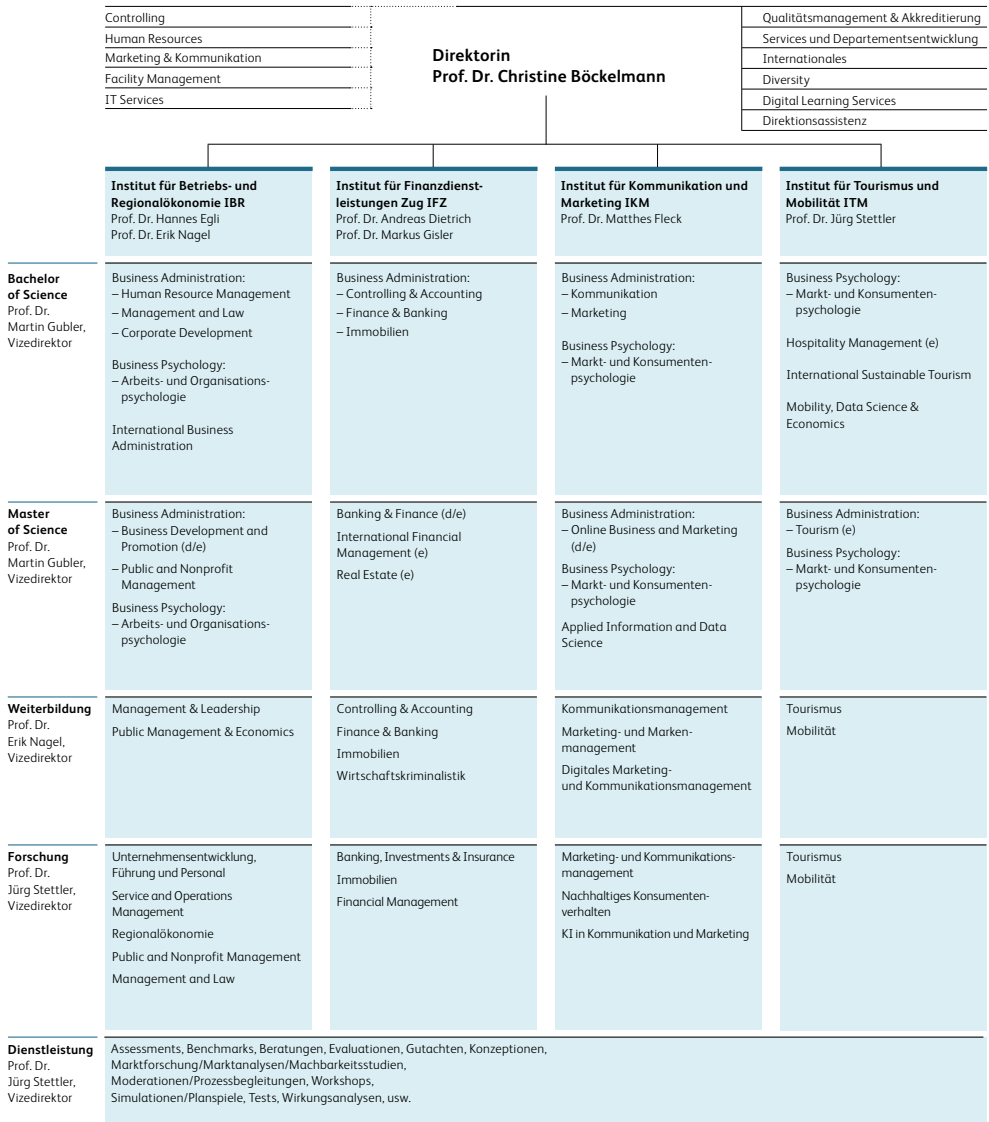 Controlling
Human Resources
Marketing & Kommunikation
Facility Management
IT Services
Direktorin
Prof. Dr. Christine Böckelmann
Qualitätsmanagement & Akkreditierung
Services und Departementsentwicklung
Internationales
Diversity
Digital Learning Services
Direktionsassistenz
Institut für Betriebs- und
Regionalökonomie IBR
Prof. Dr. Hannes Egli
Prof. Dr. Erik Nagel
Institut für Finanzdienst-
leistungen Zug IFZ
Prof. Dr. Andreas Dietrich
Prof. Dr. Markus Gisler
Institut für Kommunikation und
Marketing IKM
Prof. Dr. Matthes Fleck
Institut für Tourismus und
Mobilität ITM
Prof. Dr. Jürg Stettler
Bachelor
of Science
Prof. Dr.
Martin Gubler,
Vizedirektor
Business Administration:
– Human Resource Management
– Management and Law
– Corporate Development
Business Psychology:
– Arbeits- und Organisations-
psychologie
International Business
Administration
Business Administration:
– Controlling & Accounting
– Finance & Banking
– Immobilien
Business Administration:
– Kommunikation
– Marketing
Business Psychology:
– Markt- und Konsumenten-
psychologie
Business Psychology:
– Markt- und Konsumenten-
psychologie
Hospitality Management (e)
International Sustainable Tourism
Mobility, Data Science &
Economics
Master
of Science
Prof. Dr.
Martin Gubler,
Vizedirektor
Business Administration:
– Business Development and
Promotion (d/e)
– Public and Nonprofit
Management
Business Psychology:
– Arbeits- und Organisations-
psychologie
Banking & Finance (d/e)
International Financial
Management (e)
Real Estate (e)
Business Administration:
– Online Business and Marketing
(d/e)
Business Psychology:
– Markt- und Konsumenten-
psychologie
Applied Information and Data
Science
Business Administration:
– Tourism (e)
Business Psychology:
– Markt- und Konsumenten-
psychologie
Weiterbildung
Prof. Dr.
Erik Nagel,
Vizedirektor
Management & Leadership
Public Management & Economics
Controlling & Accounting
Finance & Banking
Immobilien
Wirtschaftskriminalistik
Kommunikationsmanagement
Marketing- und Marken-
management
Digitales Marketing-
und Kommunikationsmanagement
Tourismus
Mobilität
Forschung
Prof. Dr.
Jürg Stettler,
Vizedirektor
Unternehmensentwicklung,
Führung und Personal
Service and Operations
Management
Regionalökonomie
Public and Nonprofit Management
Management and Law
Banking, Investments & Insurance
Immobilien
Financial Management
Marketing- und Kommunikations-
management
Nachhaltiges Konsumenten-
verhalten
KI in Kommunikation und Marketing
Tourismus
Mobilität
Dienstleistung
Prof. Dr.
Jürg Stettler,
Vizedirektor
Assessments, Benchmarks, Beratungen, Evaluationen, Gutachten, Konzeptionen,
Marktforschung/Marktanalysen/Machbarkeitsstudien,
Moderationen/Prozessbegleitungen, Workshops,
Simulationen/Planspiele, Tests, Wirkungsanalysen, usw.